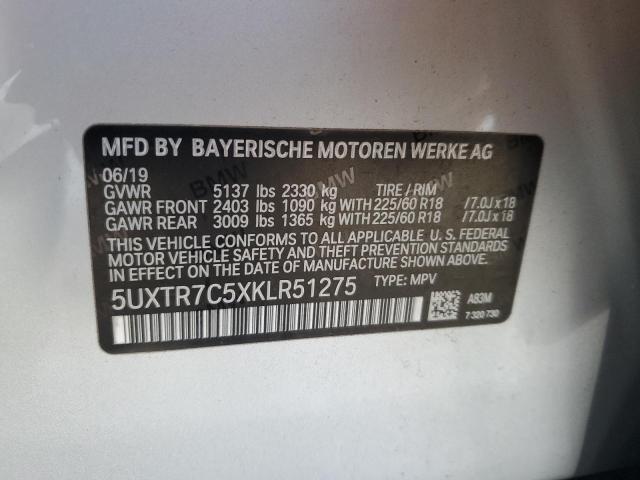 MFD BY BAYERISCHE MOTOREN WERKE AG
06/19
GVWR 5137 lbs 2330 kg TIRE / RIM
GAWR FRONT 2403 lbs 1090 kg WITH 225/60 R18 /7.0J x 18
GAWR REAR 3009 lbs 1365 kg WITH 225/60 R18 /7.0J x 18
THIS VEHICLE CONFORMS TO ALL APPLICABLE U. S. FEDERAL
MOTOR VEHICLE SAFETY AND THEFT PREVENTION STANDARDS
IN EFFECT ON THE DATE OF MANUFACTURE SHOWN ABOVE.
5UXTR7C5XKLR51275 TYPE: MPV
A83M
7 320 730